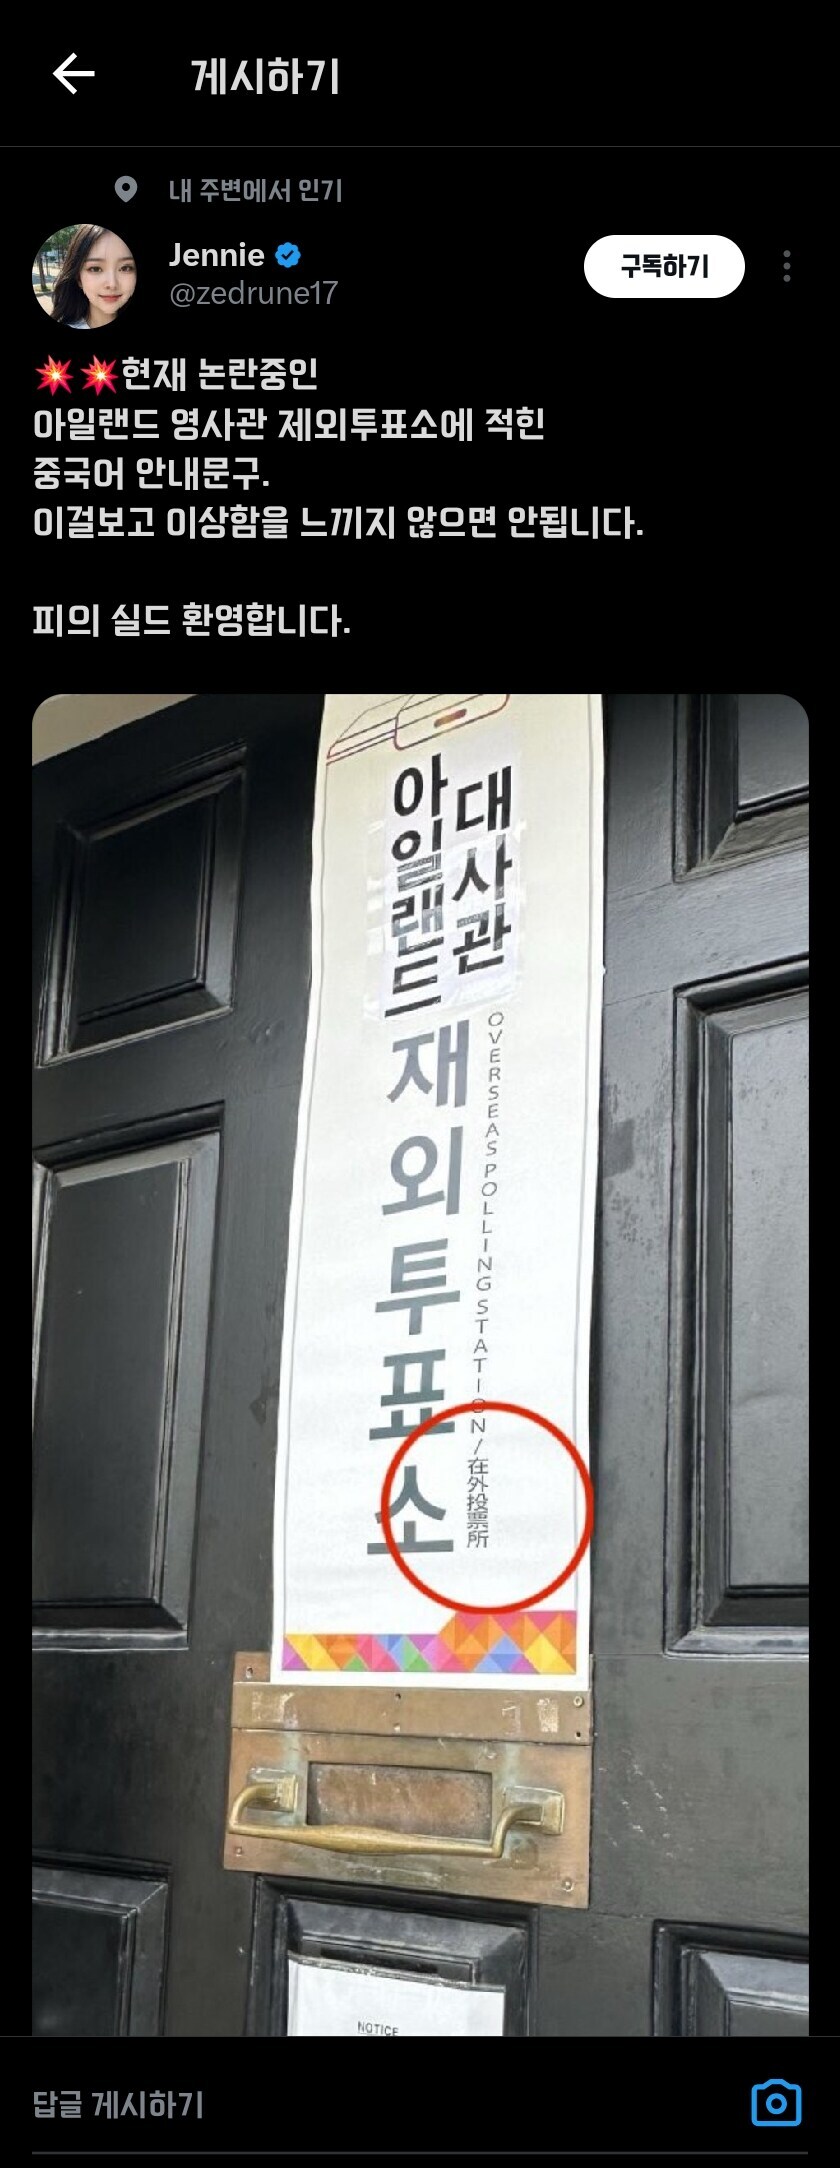 게시하기
내 주변에서 인기
Jennie
@zedrune17
구독하기
💥💥현재 논란중인
아일랜드 영사관 제외투표소에 적힌
중국어 안내문구.
이걸보고 이상함을 느끼지 않으면 안됩니다.
피의 실드 환영합니다.
아일랜드
대사관
재외투표소
OVERSEAS POLLING STATION / 在外投票所
NOTICE
답글 게시하기